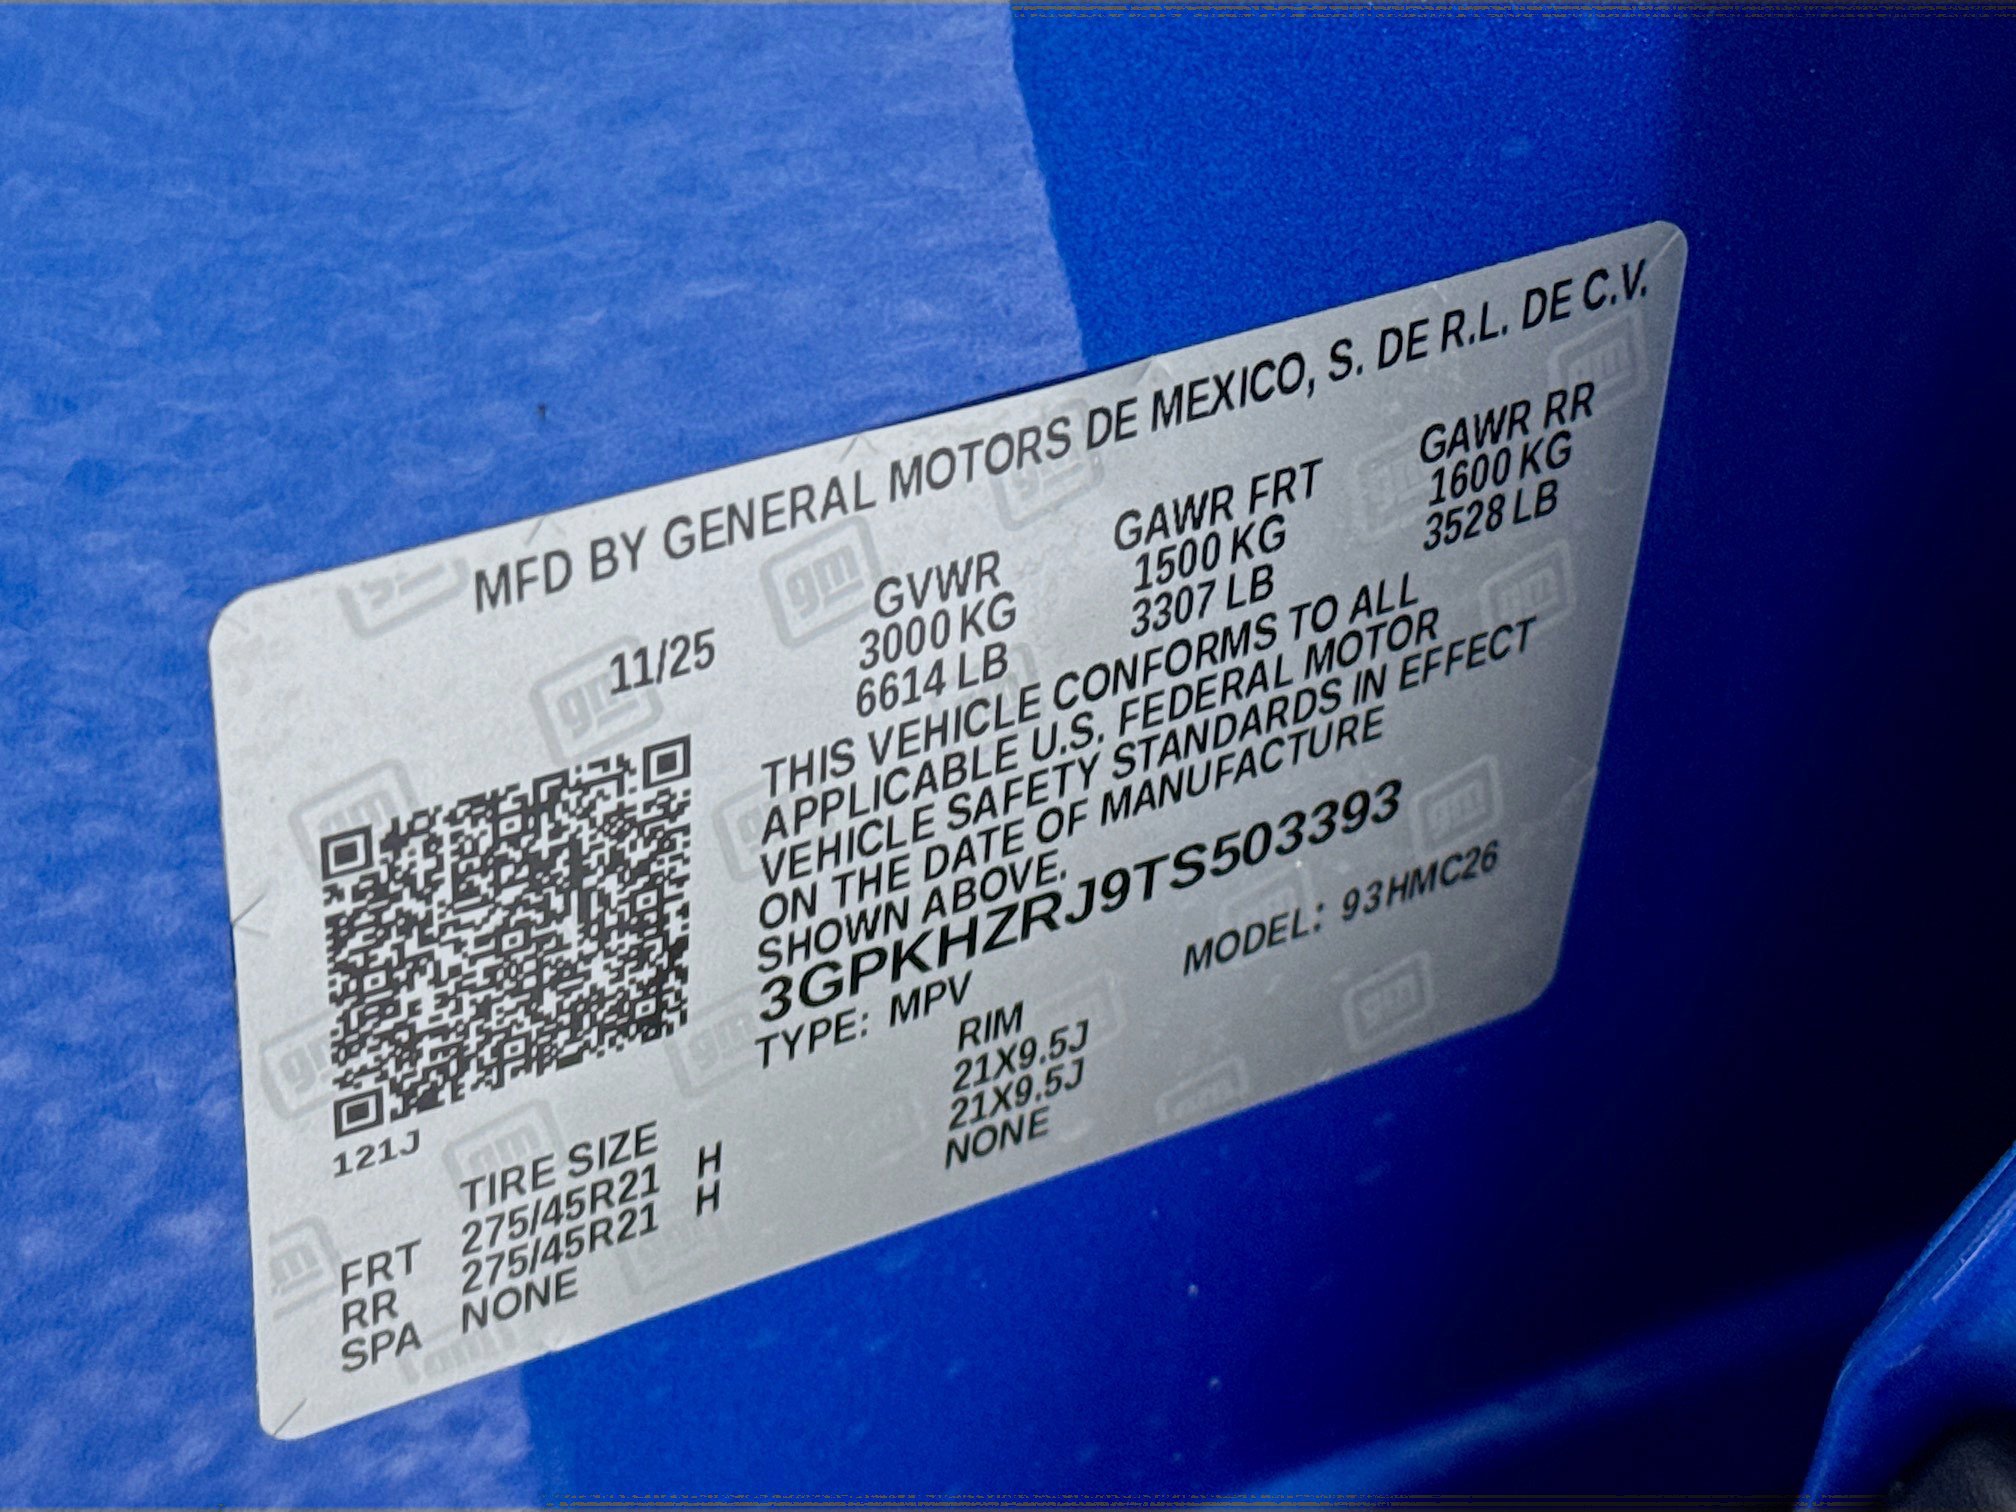 MFD BY GENERAL MOTORS DE MEXICO, S. DE R.L. DE C.V.
11/25 GVWR GAWR FRT GAWR RR
3000 KG 1500 KG 1600 KG
6614 LB 3307 LB 3528 LB
THIS VEHICLE CONFORMS TO ALL
APPLICABLE U.S. FEDERAL MOTOR
VEHICLE SAFETY STANDARDS IN EFFECT
ON THE DATE OF MANUFACTURE
SHOWN ABOVE.
3GPKHZRJ9TS503393
TYPE: MPV MODEL: 93HMC26
121J
TIRE SIZE RIM
FRT 275/45R21 H 21X9.5J
RR 275/45R21 H 21X9.5J
SPA NONE NONE